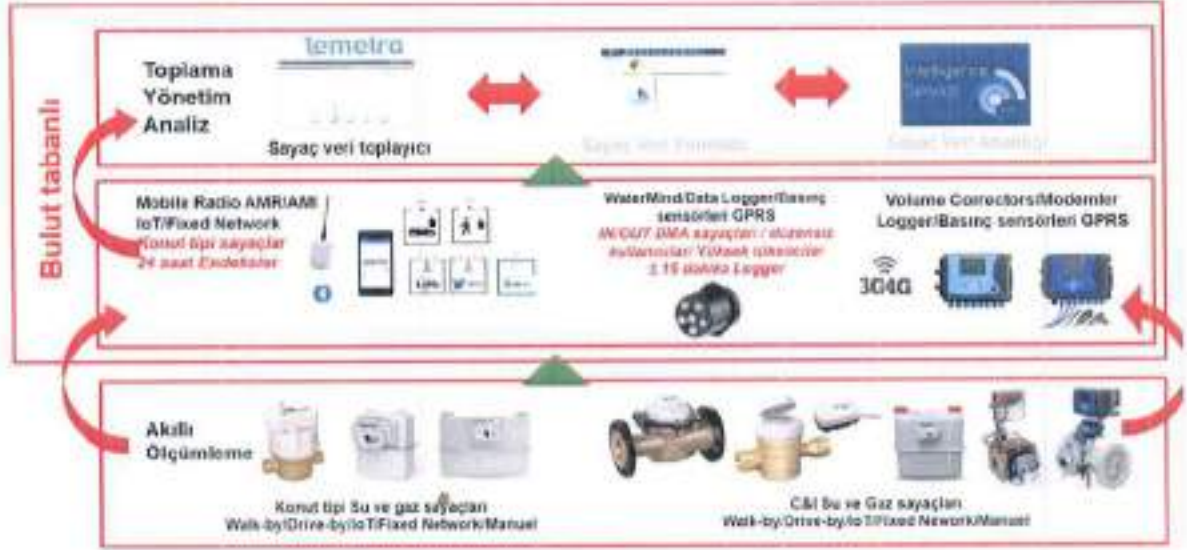 Bulut tabanlı
Toplama
Yönetim
Analiz
temetra
Sayaç veri toplayıcı
Intelligence
Mobile Radio AMR/AMI
IoT/Fixed Network
Konut tipi sayaçlar
24 saat Endeksler
WaterMind/Data Logger/Basınç
sensörleri GPRS
IN/OUT DMA sayaçları / düzensiz
kullanıcılar/ Yüksek tüketiciler
15 dakika Logger
Volume Correctors/Modemler
Logger/Basınç sensörleri GPRS
3G4G
Akıllı
Ölçümleme
Konut tipi Su ve gaz sayaçları
Walk-by/Drive-by/IoT/Fixed Network/Manuel
C&I Su ve Gaz sayaçları
Walk-by/Drive-by/IoT/Fixed Nework/Manuel